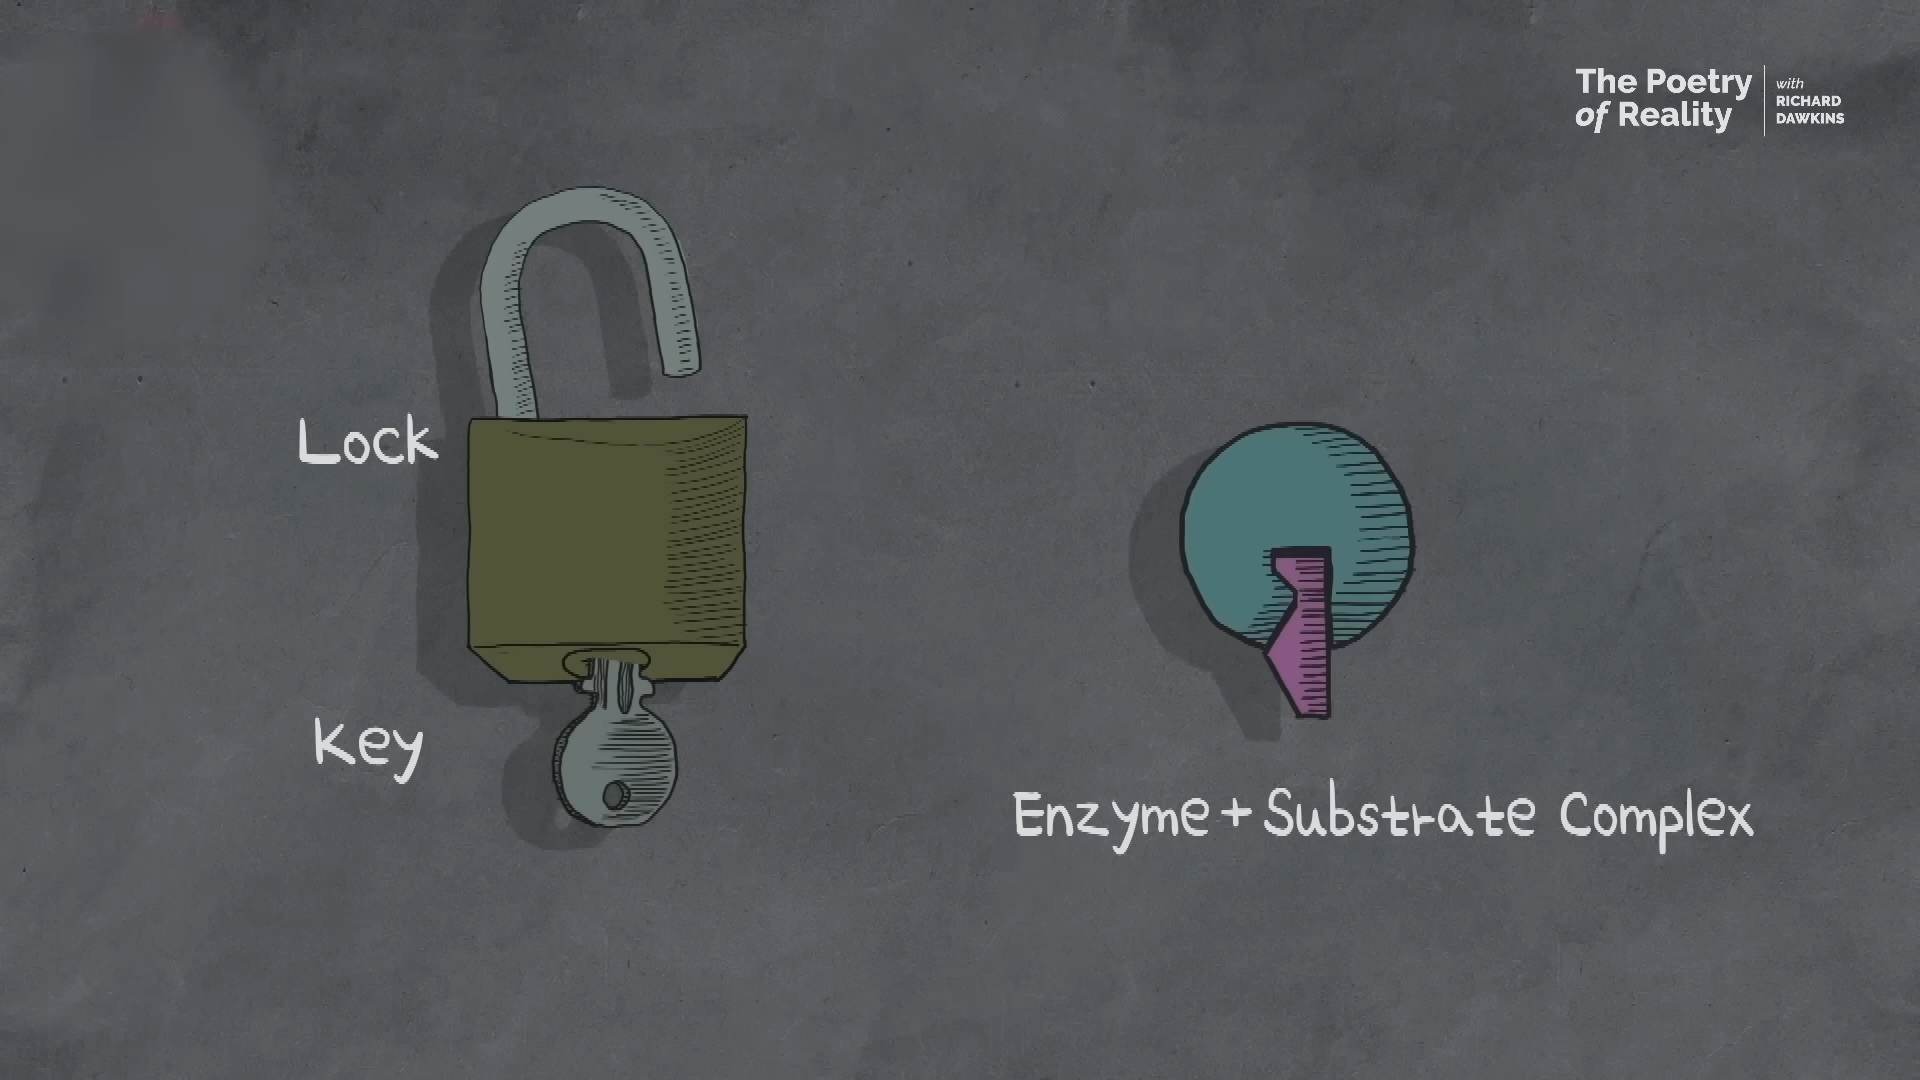 The Poetry
of Reality
with
RICHARD
DAWKINS
Lock
Key
Enzyme + Substrate Complex